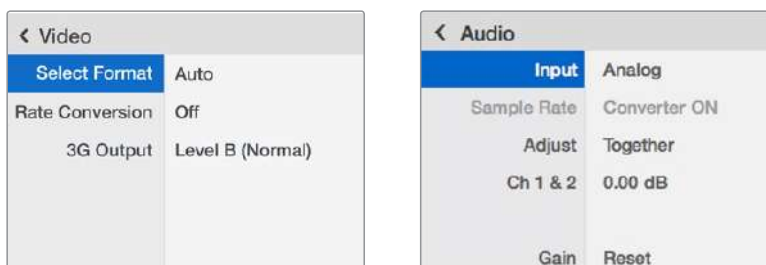 < Video
Select Format Auto
Rate Conversion Off
3G Output Level B (Normal)
< Audio
Input Analog
Sample Rate Converter ON
Adjust Together
Ch 1 & 2 0.00 dB
Gain Reset